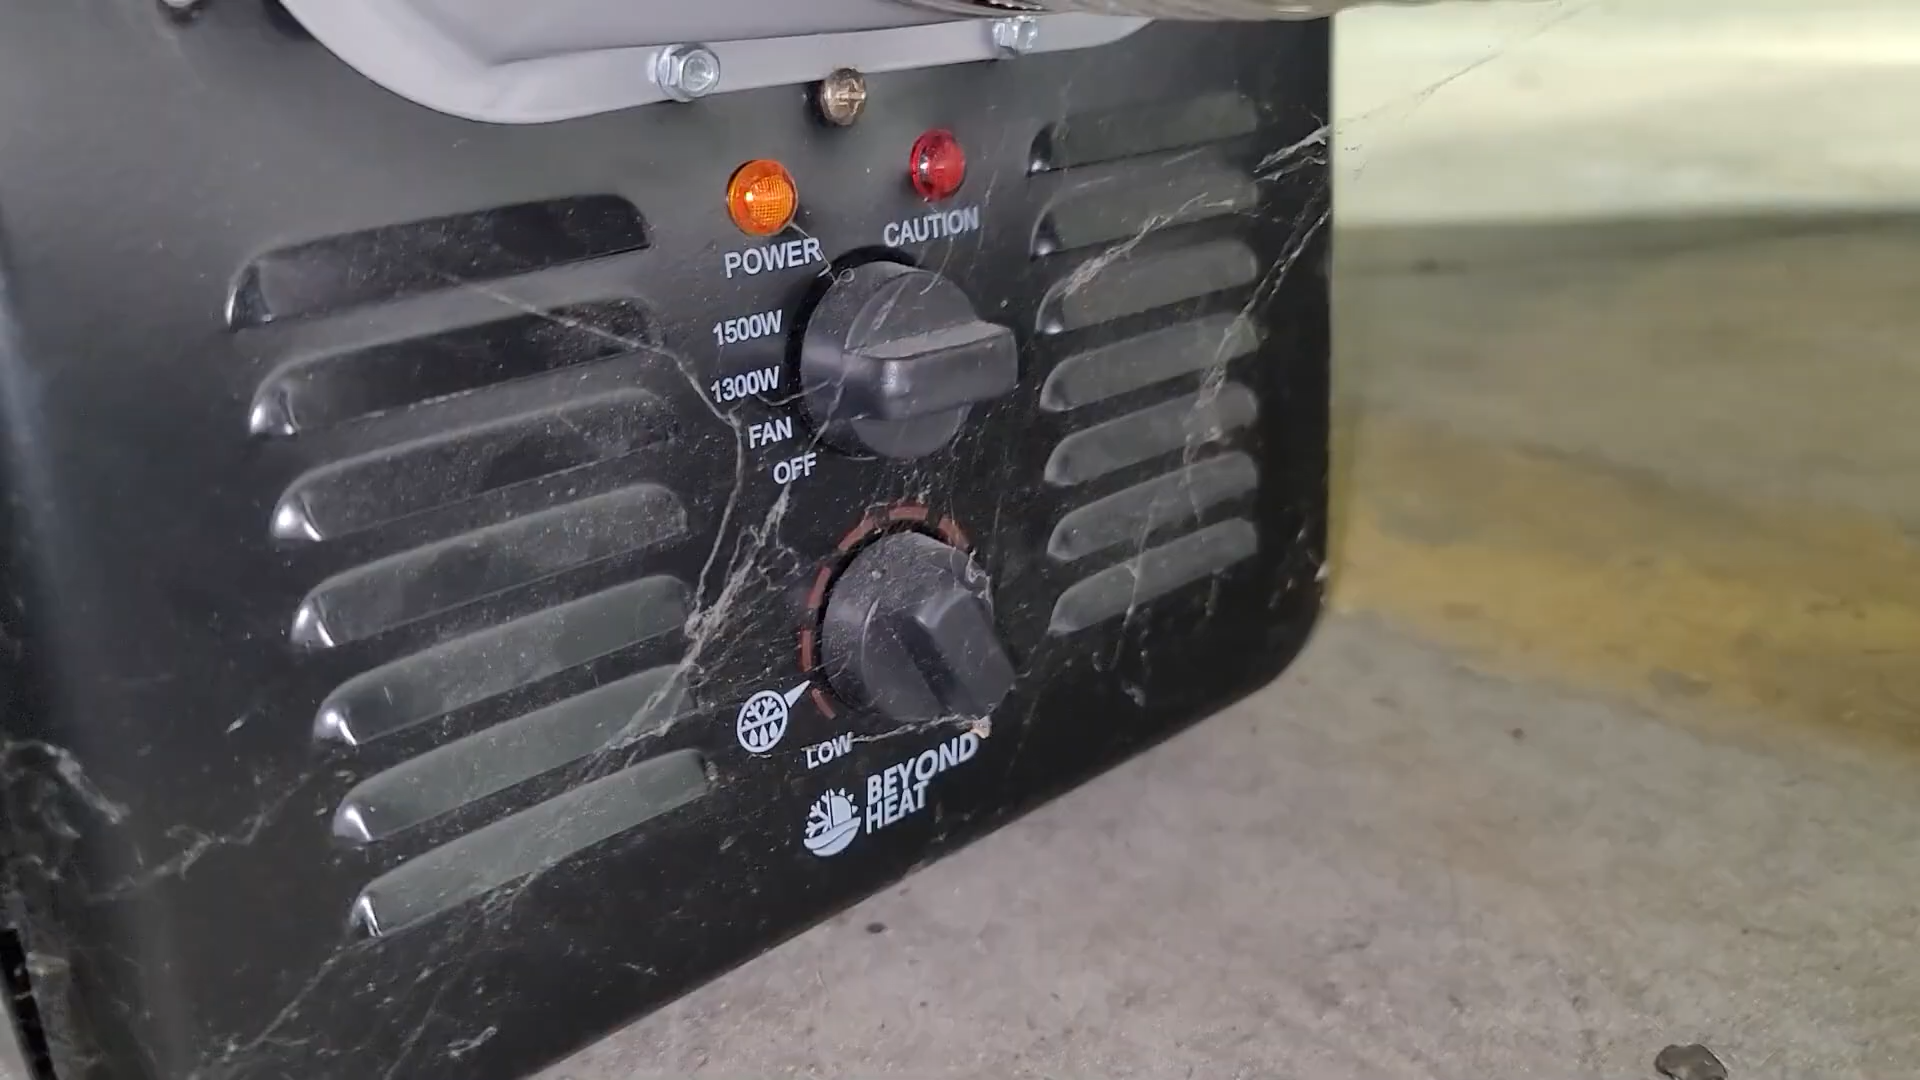 POWER
CAUTION
1500W
1300W
FAN
OFF
LOW
BEYOND
HEAT